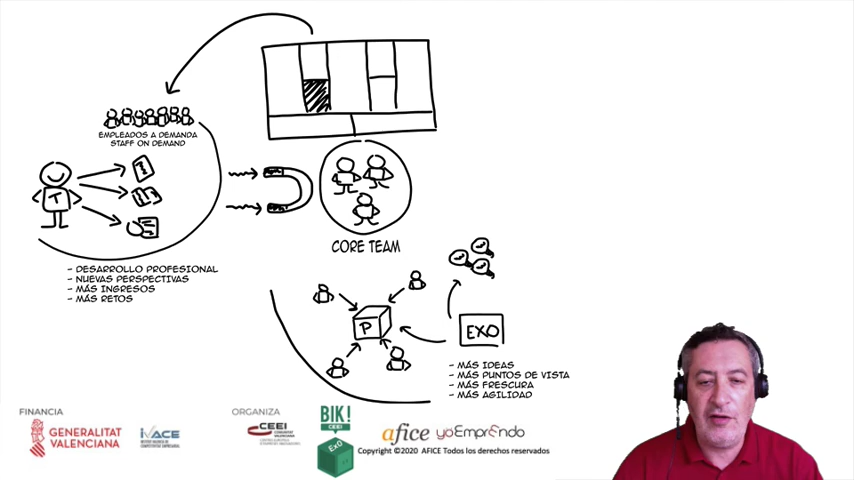 EMPLEADOS A DEMANDA
STAFF ON DEMAND
T
CORE TEAM
- DESARROLLO PROFESIONAL
- NUEVAS PERSPECTIVAS
- MÁS INGRESOS
- MÁS RETOS
P
EXO
- MÁS IDEAS
- MÁS PUNTOS DE VISTA
- MÁS FRESCURA
- MÁS AGILIDAD
FINANCIA
GENERALITAT
VALENCIANA
IVACE
ORGANIZA
CEEI
COMUNITAT
VALENCIANA
BIK!
CEEI
ExO
afice
yoEmprendo
Copyright ©2020 AFICE Todos los derechos reservados